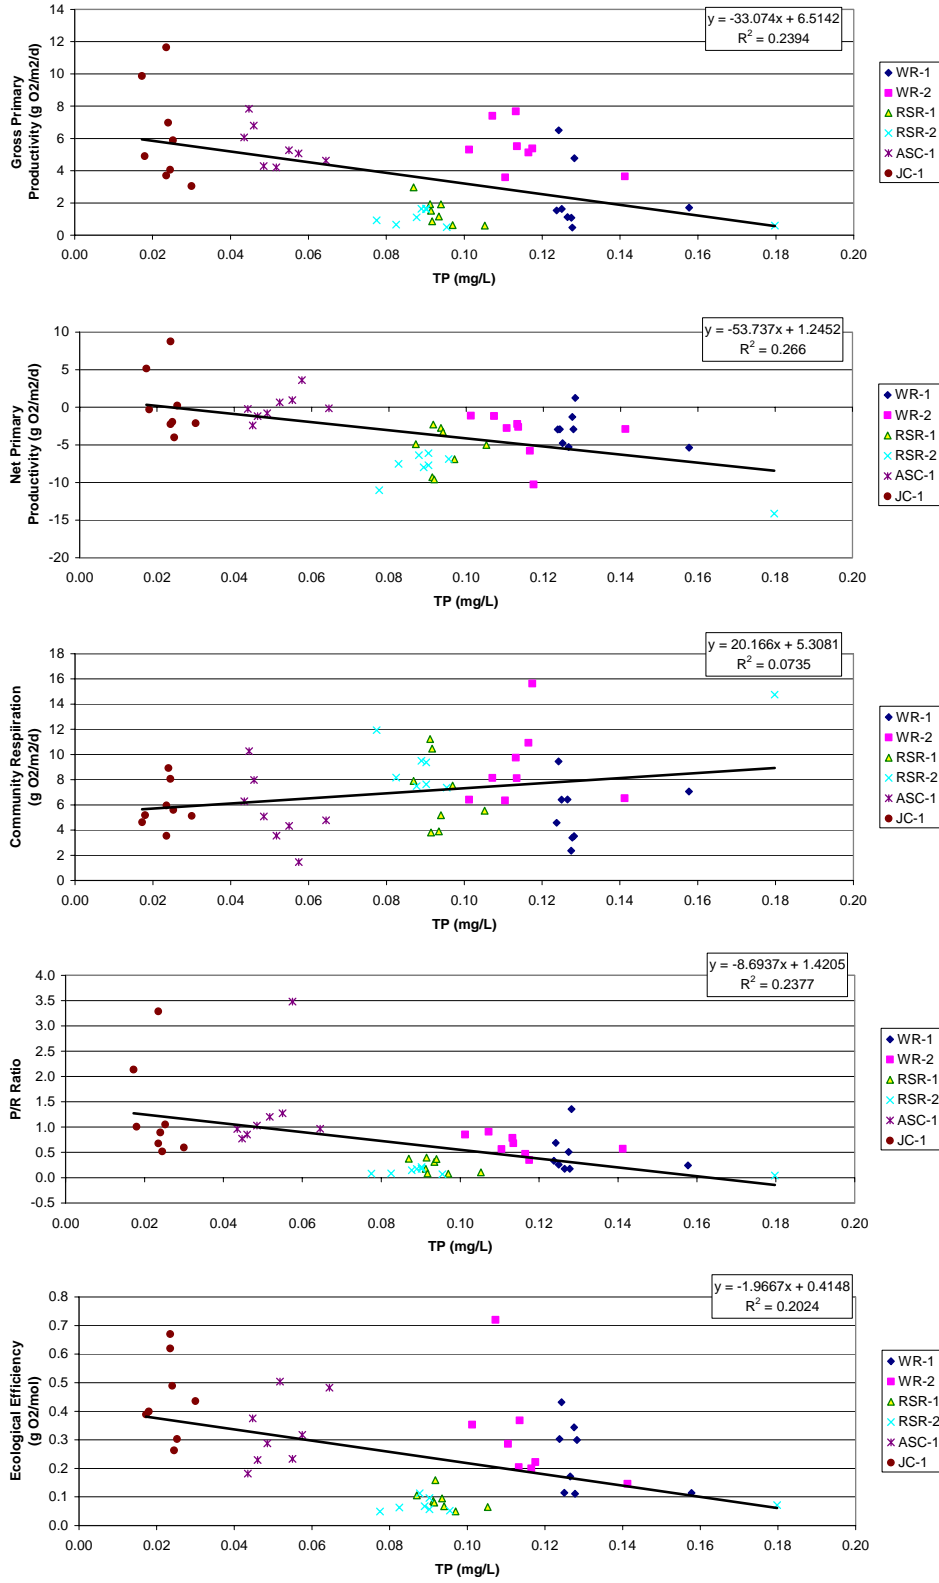 y = -33.074x + 6.5142
R2 = 0.2394
Gross Primary
Productivity (g O2/m2/d)
14
12
10
8
6
4
2
0
0.00 0.02 0.04 0.06 0.08 0.10 0.12 0.14 0.16 0.18 0.20
TP (mg/L)
WR-1
WR-2
RSR-1
RSR-2
ASC-1
JC-1
y = -53.737x + 1.2452
R2 = 0.266
Net Primary
Productivity (g O2/m2/d)
10
5
0
-5
-10
-15
-20
0.00 0.02 0.04 0.06 0.08 0.10 0.12 0.14 0.16 0.18 0.20
TP (mg/L)
WR-1
WR-2
RSR-1
RSR-2
ASC-1
JC-1
y = 20.166x + 5.3081
R2 = 0.0735
Community Respiiration
(g O2/m2/d)
18
16
14
12
10
8
6
4
2
0
0.00 0.02 0.04 0.06 0.08 0.10 0.12 0.14 0.16 0.18 0.20
TP (mg/L)
WR-1
WR-2
RSR-1
RSR-2
ASC-1
JC-1
y = -8.6937x + 1.4205
R2 = 0.2377
P/R Ratio
4.0
3.5
3.0
2.5
2.0
1.5
1.0
0.5
0.0
-0.5
0.00 0.02 0.04 0.06 0.08 0.10 0.12 0.14 0.16 0.18 0.20
TP (mg/L)
WR-1
WR-2
RSR-1
RSR-2
ASC-1
JC-1
y = -1.9667x + 0.4148
R2 = 0.2024
Ecological Efficiency
(g O2/mol)
0.8
0.7
0.6
0.5
0.4
0.3
0.2
0.1
0.0
0.00 0.02 0.04 0.06 0.08 0.10 0.12 0.14 0.16 0.18 0.20
TP (mg/L)
WR-1
WR-2
RSR-1
RSR-2
ASC-1
JC-1